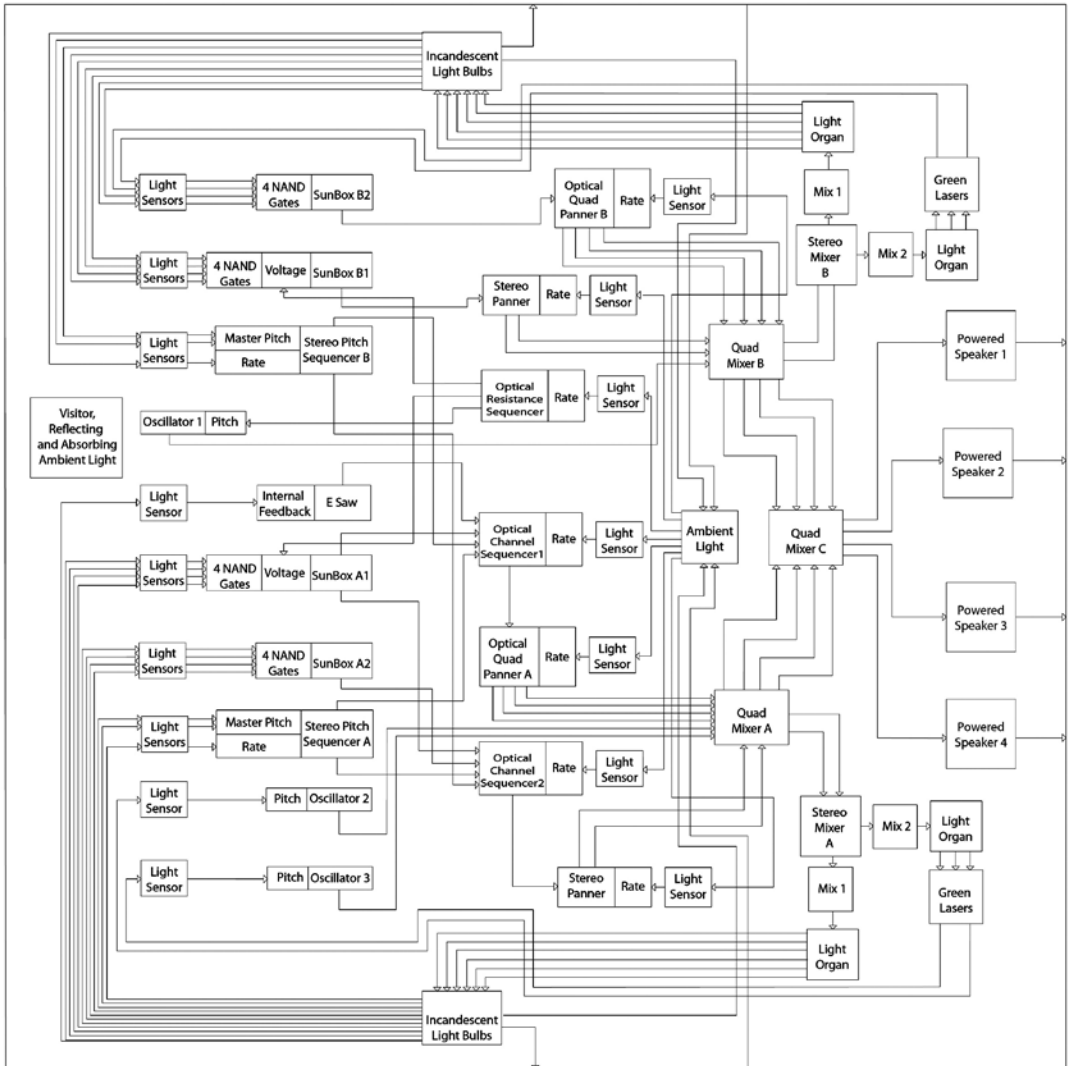 Incandescent
Light Bulbs
Light
Organ
Mix 1
Green
Lasers
Light
Sensors
4 NAND
Gates
SunBox B2
Optical
Quad
Panner B
Rate
Light
Sensor
Stereo
Mixer
B
Mix 2
Light
Organ
Light
Sensors
4 NAND
Gates
Voltage
SunBox B1
Stereo
Panner
Rate
Light
Sensor
Light
Sensors
Master Pitch
Rate
Stereo Pitch
Sequencer B
Quad
Mixer B
Powered
Speaker 1
Optical
Resistance
Sequencer
Rate
Light
Sensor
Visitor,
Reflecting
and Absorbing
Ambient Light
Oscillator 1
Pitch
Powered
Speaker 2
Light
Sensor
Internal
Feedback
E Saw
Optical
Channel
Sequencer1
Rate
Light
Sensor
Ambient
Light
Quad
Mixer C
Light
Sensors
4 NAND
Gates
Voltage
SunBox A1
Powered
Speaker 3
Light
Sensors
4 NAND
Gates
SunBox A2
Optical
Quad
Panner A
Rate
Light
Sensor
Light
Sensors
Master Pitch
Rate
Stereo Pitch
Sequencer A
Quad
Mixer A
Powered
Speaker 4
Optical
Channel
Sequencer2
Rate
Light
Sensor
Light
Sensor
Pitch
Oscillator 2
Stereo
Mixer
A
Mix 2
Light
Organ
Light
Sensor
Pitch
Oscillator 3
Stereo
Panner
Rate
Light
Sensor
Mix 1
Green
Lasers
Light
Organ
Incandescent
Light Bulbs